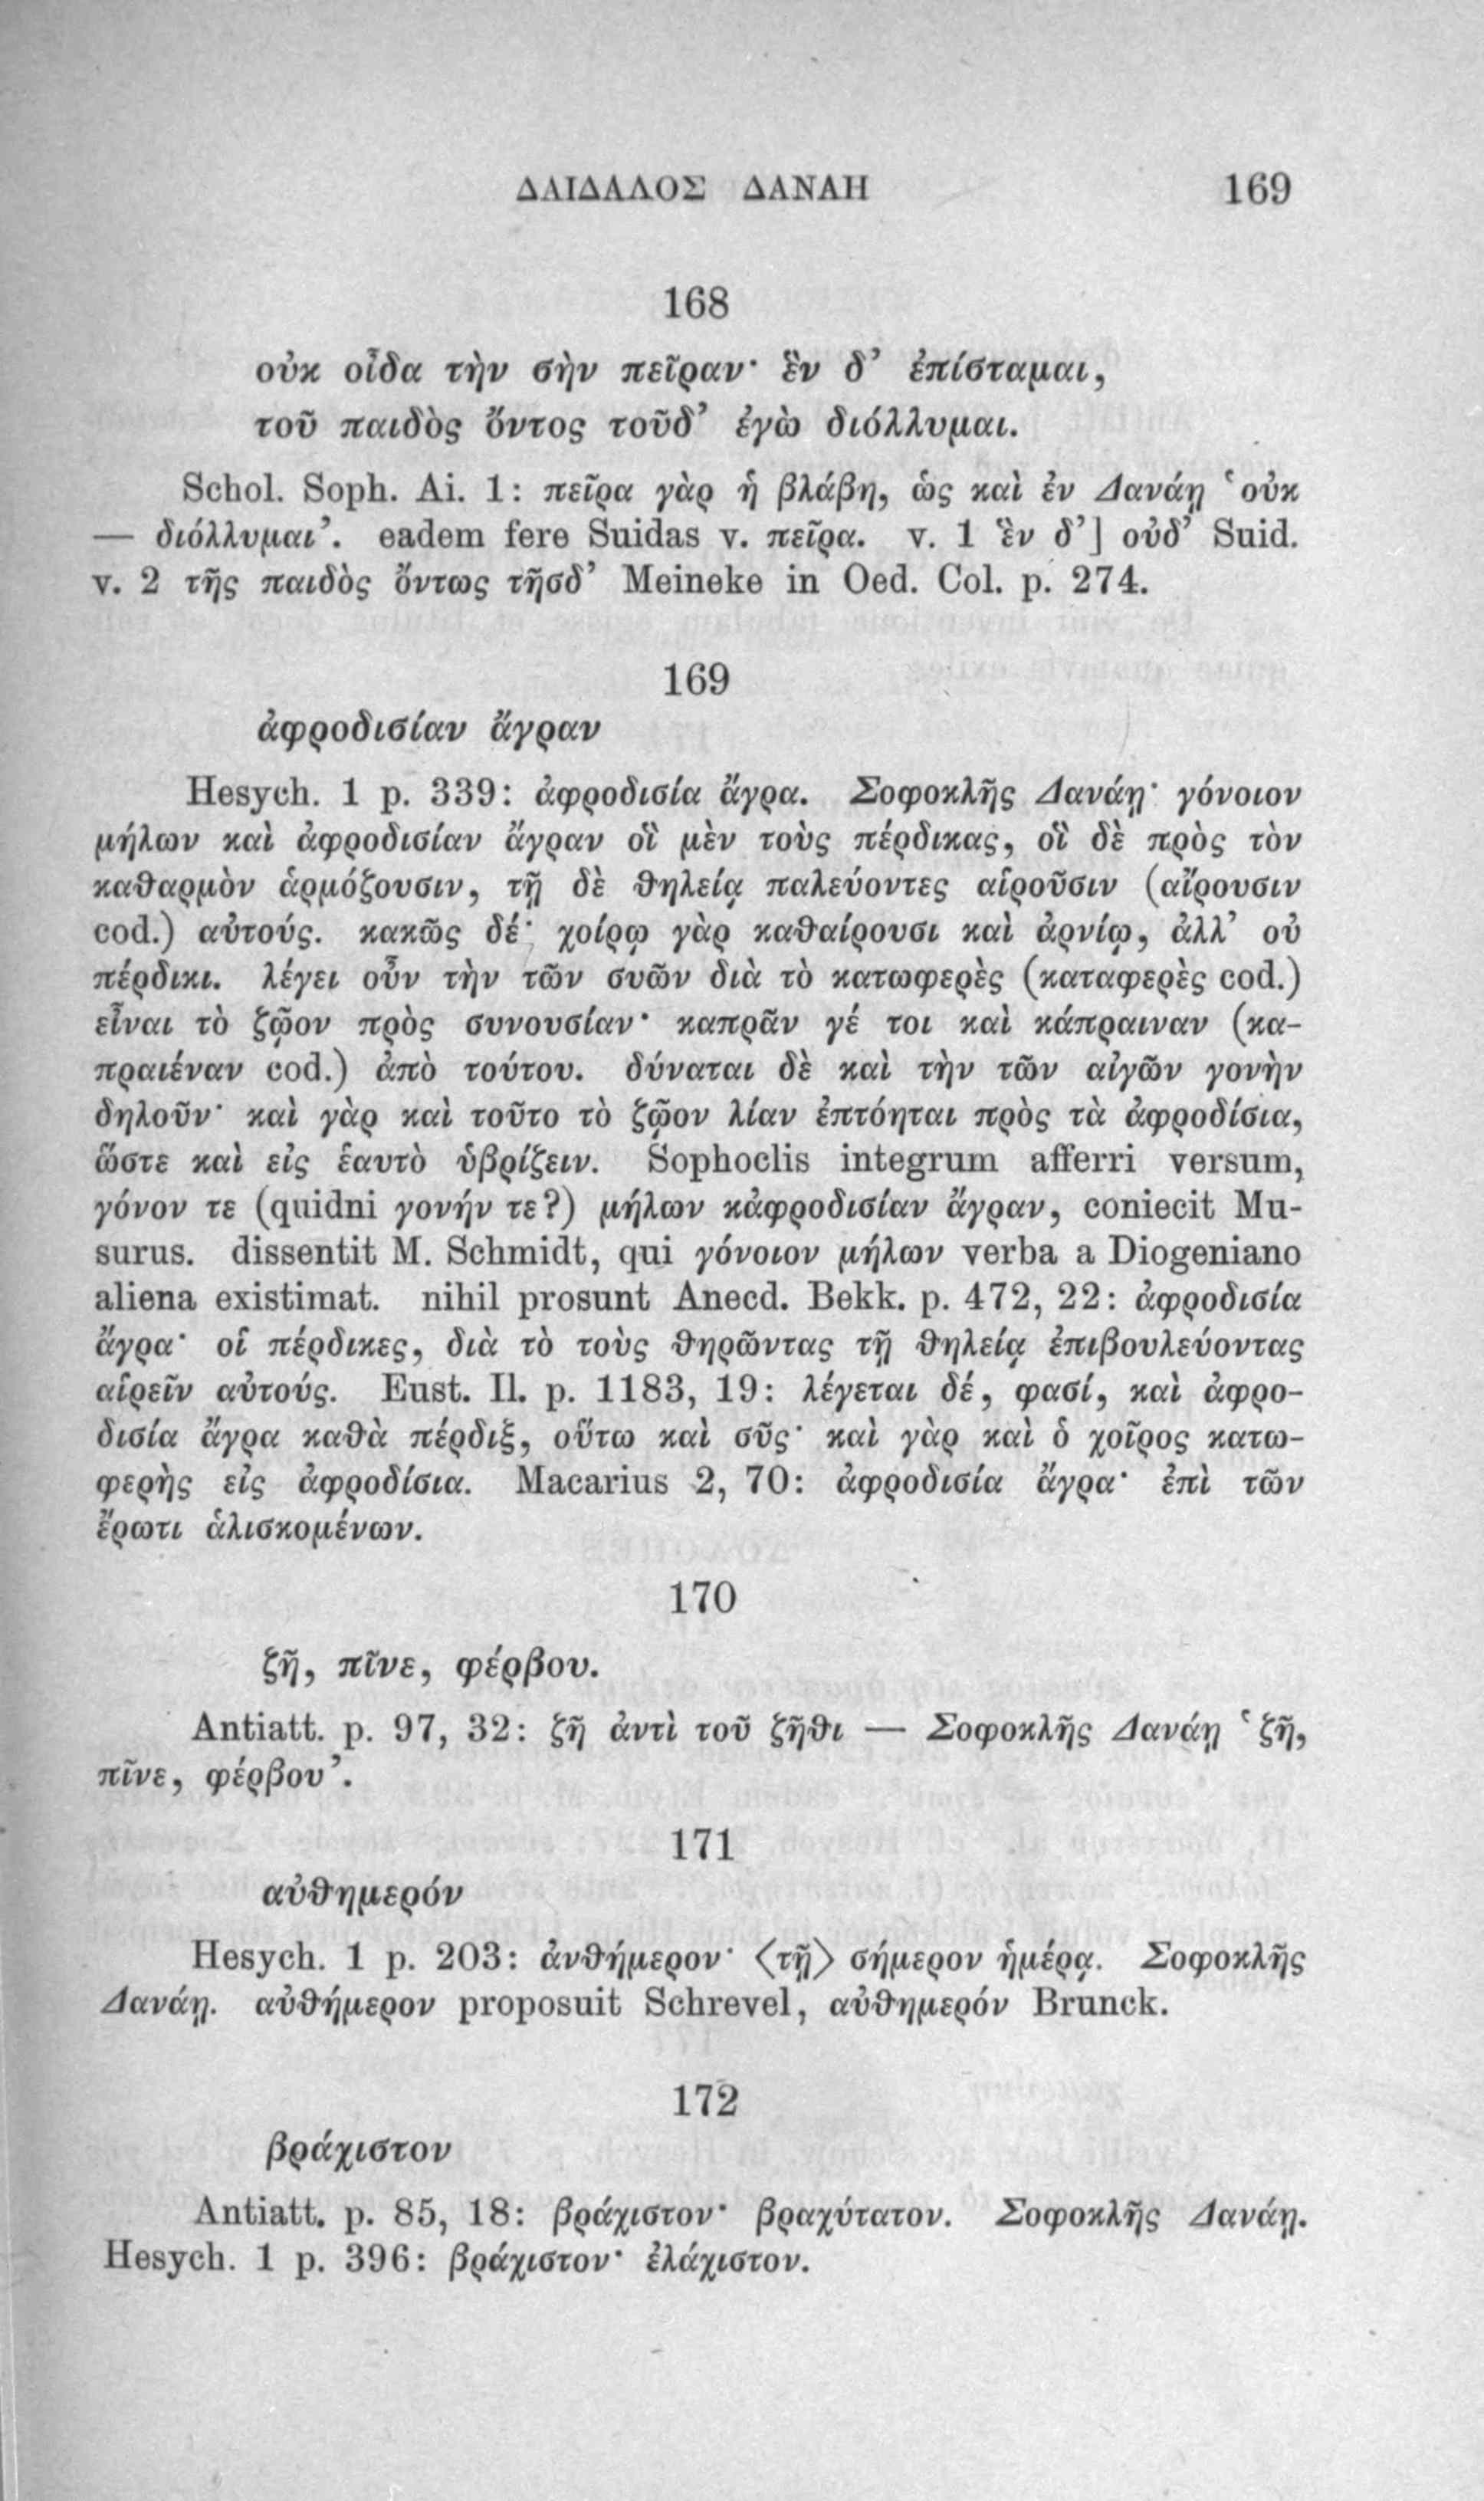 ΔΑΙΔΑΛΟΣ ΔΑΝΑΗ 169
168
οὐκ οἶδα τὴν σὴν πεῖραν· ἓν δ’ ἐπίσταμαι,
τοῦ παιδὸς ὄντος τοῦδ’ ἐγὼ διόλλυμαι.
Schol. Soph. Ai. 1: πεῖρα γὰρ ἡ βλάβη, ὡς καὶ ἐν Δανάῃ ‘οὐκ
— διόλλυμαι’. eadem fere Suidas v. πεῖρα. v. 1 ἓν δ’] οὐδ’ Suid.
v. 2 τῆς παιδὸς ὄντως τῆσδ’ Meineke in Oed. Col. p. 274.
169
ἀφροδισίαν ἄγραν
Hesych. 1 p. 339: ἀφροδισία ἄγρα. Σοφοκλῆς Δανάῃ· γόνοιον
μήλων καὶ ἀφροδισίαν ἄγραν οἳ μὲν τοὺς πέρδικας, οἳ δὲ πρὸς τὸν
καθαρμὸν ἁρμόζουσιν, τῇ δὲ θηλείᾳ παλεύοντες αἱροῦσιν (αἴρουσιν
cod.) αὐτούς. κακῶς δέ· χοίρῳ γὰρ καθαίρουσι καὶ ἀρνίῳ, ἀλλ’ οὐ
πέρδικι. λέγει οὖν τὴν τῶν συῶν διὰ τὸ κατωφερὲς (καταφερὲς cod.)
εἶναι τὸ ζῷον πρὸς συνουσίαν· καπρᾶν γέ τοι καὶ κάπραιναν (κα-
πραιέναν cod.) ἀπὸ τούτου. δύναται δὲ καὶ τὴν τῶν αἰγῶν γονὴν
δηλοῦν· καὶ γὰρ καὶ τοῦτο τὸ ζῷον λίαν ἐπτόηται πρὸς τὰ ἀφροδίσια,
ὥστε καὶ εἰς ἑαυτὸ ὑβρίζειν. Sophoclis integrum afferri versum,
γόνον τε (quidni γονήν τε?) μήλων κἀφροδισίαν ἄγραν, coniecit Mu-
surus. dissentit M. Schmidt, qui γόνοιον μήλων verba a Diogeniano
aliena existimat. nihil prosunt Anecd. Bekk. p. 472, 22: ἀφροδισία
ἄγρα· οἱ πέρδικες, διὰ τὸ τοὺς θηρῶντας τῇ θηλείᾳ ἐπιβουλεύοντας
αἱρεῖν αὐτούς. Eust. Il. p. 1183, 19: λέγεται δέ, φασί, καὶ ἀφρο-
δισία ἄγρα καθὰ πέρδιξ, οὕτω καὶ σῦς· καὶ γὰρ καὶ ὁ χοῖρος κατω-
φερὴς εἰς ἀφροδίσια. Macarius 2, 70: ἀφροδισία ἄγρα· ἐπὶ τῶν
ἔρωτι ἁλισκομένων.
170
ζῆ, πῖνε, φέρβου.
Antiatt. p. 97, 32: ζῆ ἀντὶ τοῦ ζῆθι — Σοφοκλῆς Δανάῃ ‘ζῆ,
πῖνε, φέρβου’.
171
αὐθημερόν
Hesych. 1 p. 203: ἀνθήμερον· ⟨τῇ⟩ σήμερον ἡμέρᾳ. Σοφοκλῆς
Δανάῃ. αὐθήμερον proposuit Schrevel, αὐθημερόν Brunck.
172
βράχιστον
Antiatt. p. 85, 18: βράχιστον· βραχύτατον. Σοφοκλῆς Δανάῃ.
Hesych. 1 p. 396: βράχιστον· ἐλάχιστον.